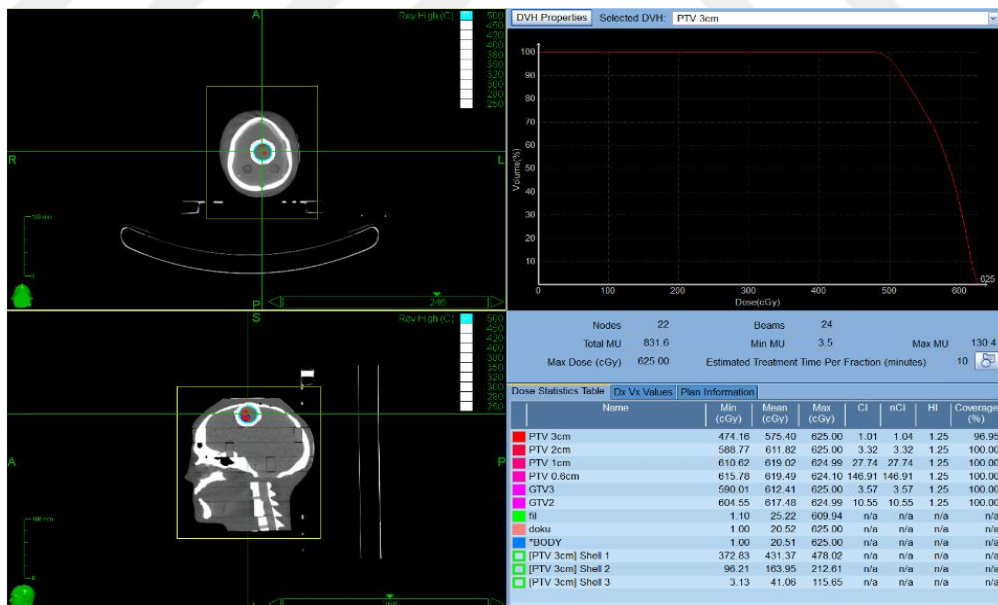 A
Ray High (C)
500
450
420
400
380
350
320
300
280
250
R
L
P
246
S
Ray High (C)
500
450
420
400
380
350
320
300
280
250
A
P
100 mm
DVH Properties Selected DVH: PTV 3cm
100
90
80
70
60
50
40
30
20
10
Volume(%)
625
0 100 200 300 400 500 600
Dose(cGy)
Nodes 22 Beams 24
Total MU 831.6 Min MU 3.5 Max MU 130.4
Max Dose (cGy) 625.00 Estimated Treatment Time Per Fraction (minutes) 10
Dose Statistics Table Dx Vx Values Plan Information
Name Min (cGy) Mean (cGy) Max (cGy) CI nCI HI Coverage (%)
PTV 3cm 474.16 575.40 625.00 1.01 1.04 1.25 96.95
PTV 2cm 588.77 611.82 625.00 3.32 3.32 1.25 100.00
PTV 1cm 610.62 619.02 624.99 27.74 27.74 1.25 100.00
PTV 0.6cm 615.78 619.49 624.10 146.91 146.91 1.25 100.00
GTV3 590.01 612.41 625.00 3.57 3.57 1.25 100.00
GTV2 604.55 617.48 624.99 10.55 10.55 1.25 100.00
fil 1.10 25.22 609.94 n/a n/a n/a n/a
doku 1.00 20.52 625.00 n/a n/a n/a n/a
*BODY 1.00 20.51 625.00 n/a n/a n/a n/a
[PTV 3cm] Shell 1 372.83 431.37 478.02 n/a n/a n/a n/a
[PTV 3cm] Shell 2 96.21 163.95 212.61 n/a n/a n/a n/a
[PTV 3cm] Shell 3 3.13 41.06 115.65 n/a n/a n/a n/a